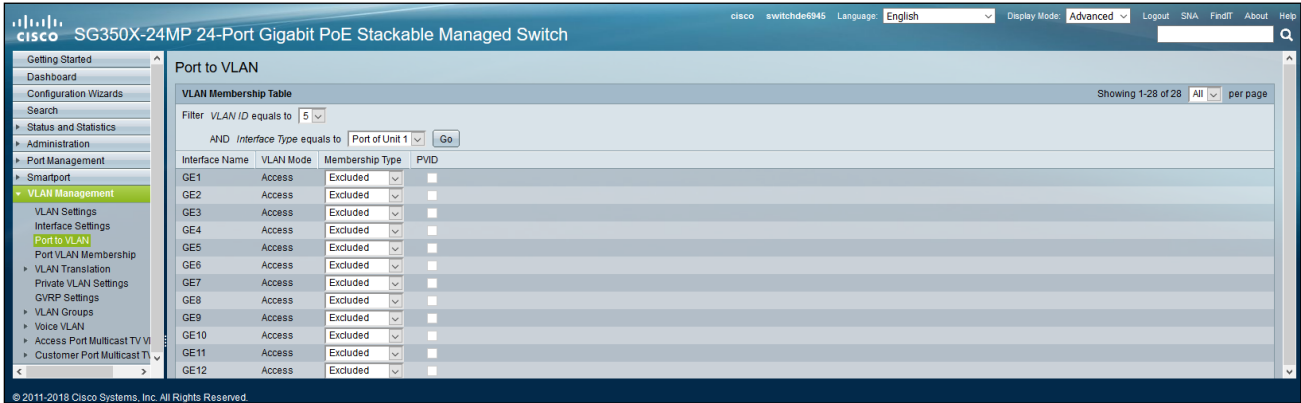 cisco switchde6945 Language: English Display Mode: Advanced Logout SNA FindIT About Help
cisco SG350X-24MP 24-Port Gigabit PoE Stackable Managed Switch
Getting Started
Dashboard
Configuration Wizards
Search
Status and Statistics
Administration
Port Management
Smartport
VLAN Management
VLAN Settings
Interface Settings
Port to VLAN
Port VLAN Membership
VLAN Translation
Private VLAN Settings
GVRP Settings
VLAN Groups
Voice VLAN
Access Port Multicast TV
Customer Port Multicast
Port to VLAN
VLAN Membership Table Showing 1-28 of 28 All per page
Filter VLAN ID equals to 5
AND Interface Type equals to Port of Unit 1 Go
Interface Name VLAN Mode Membership Type PVID
GE1 Access Excluded
GE2 Access Excluded
GE3 Access Excluded
GE4 Access Excluded
GE5 Access Excluded
GE6 Access Excluded
GE7 Access Excluded
GE8 Access Excluded
GE9 Access Excluded
GE10 Access Excluded
GE11 Access Excluded
GE12 Access Excluded
© 2011-2018 Cisco Systems, Inc. All Rights Reserved.